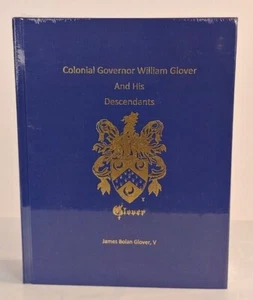 Colonial Governor William Glover
And His
Descendants
Glover
James Bolan Glover, V